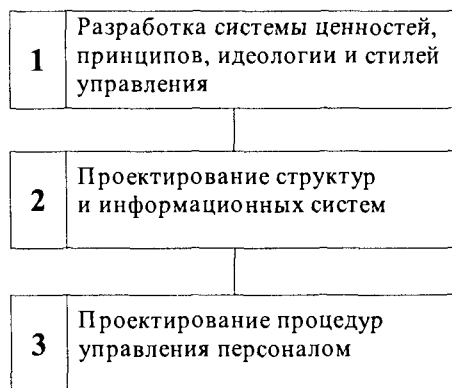 1
Разработка системы ценностей,
принципов, идеологии и стилей
управления
2
Проектирование структур
и информационных систем
3
Проектирование процедур
управления персоналом